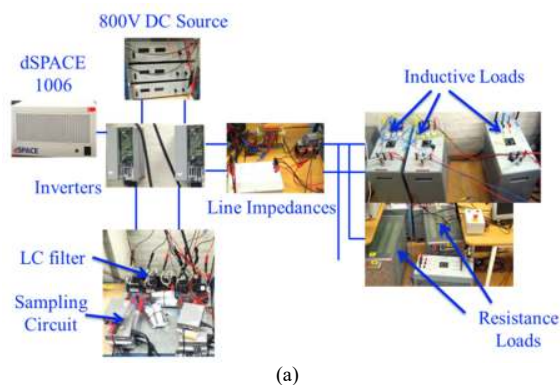 800V DC Source
dSPACE
1006
Inductive Loads
dSPACE
Inverters
Line Impedances
LC filter
Sampling
Circuit
Resistance
Loads
(a)